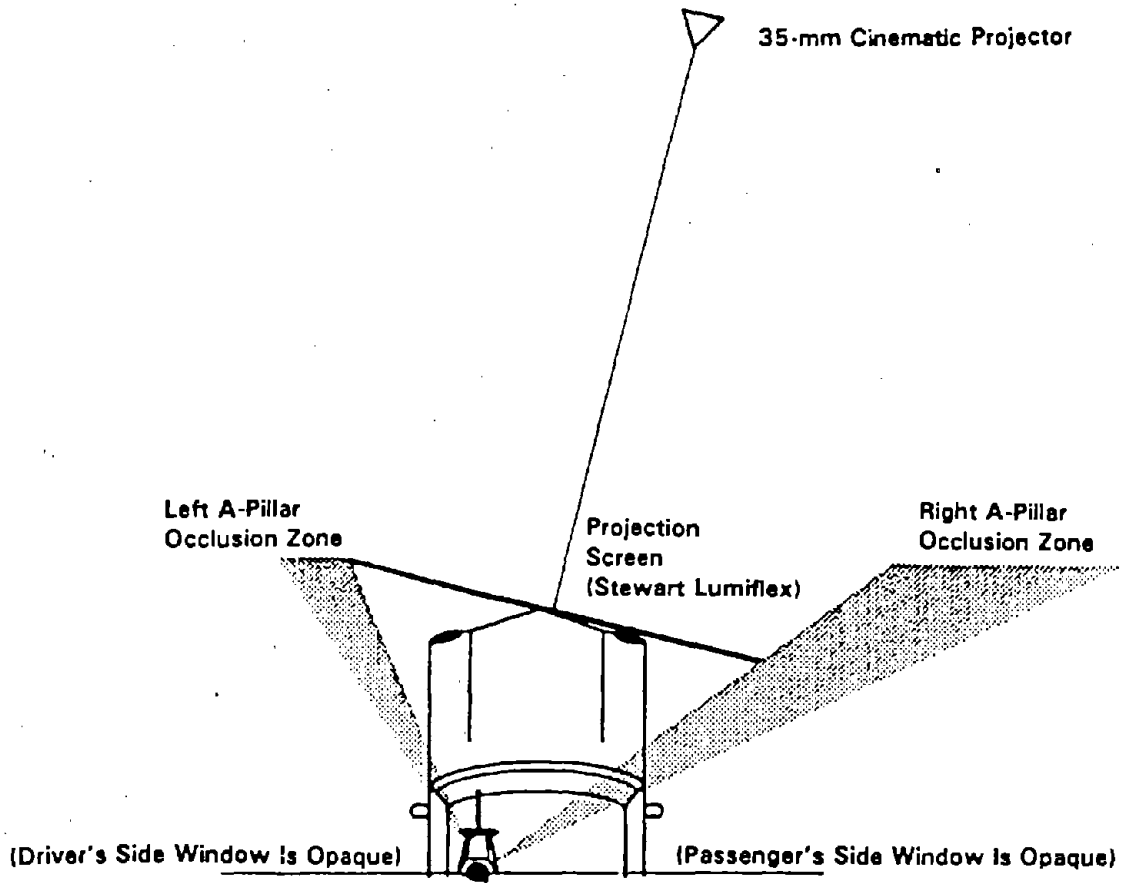 35-mm Cinematic Projector
Left A-Pillar
Occlusion Zone
Projection
Screen
(Stewart Lumiflex)
Right A-Pillar
Occlusion Zone
(Driver's Side Window Is Opaque)
(Passenger's Side Window Is Opaque)